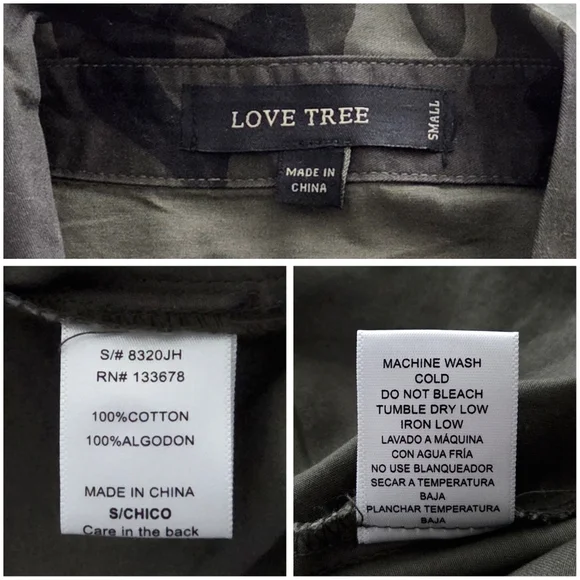 LOVE TREE
SMALL
MADE IN
CHINA
S/# 8320JH
RN# 133678
100%COTTON
100%ALGODON
MADE IN CHINA
S/CHICO
Care in the back
MACHINE WASH
COLD
DO NOT BLEACH
TUMBLE DRY LOW
IRON LOW
LAVADO A MÁQUINA
CON AGUA FRÍA
NO USE BLANQUEADOR
SECAR A TEMPERATURA
BAJA
PLANCHAR TEMPERATURA
BAJA